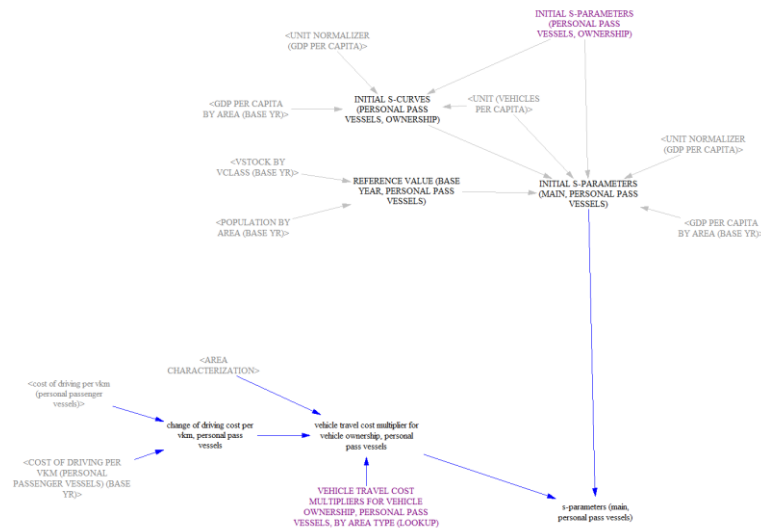 INITIAL S-PARAMETERS
(PERSONAL PASS
VESSELS, OWNERSHIP)
<UNIT NORMALIZER
(GDP PER CAPITA)>
<GDP PER CAPITA
BY AREA (BASE YR)>
INITIAL S-CURVES
(PERSONAL PASS
VESSELS, OWNERSHIP)
<UNIT (VEHICLES
PER CAPITA)>
<UNIT NORMALIZER
(GDP PER CAPITA)>
<VSTOCK BY
VCLASS (BASE YR)>
REFERENCE VALUE (BASE
YEAR, PERSONAL PASS
VESSELS)
INITIAL S-PARAMETERS
(MAIN, PERSONAL PASS
VESSELS)
<POPULATION BY
AREA (BASE YR)>
<GDP PER CAPITA
BY AREA (BASE YR)>
<AREA
CHARACTERIZATION>
<cost of driving per vkm
(personal passenger
vessels)>
change of driving cost per
vkm, personal pass
vessels
vehicle travel cost multiplier for
vehicle ownership, personal
pass vessels
<COST OF DRIVING PER
VKM (PERSONAL
PASSENGER VESSELS) (BASE
YR)>
VEHICLE TRAVEL COST
MULTIPLIERS FOR VEHICLE
OWNERSHIP, PERSONAL PASS
VESSELS, BY AREA TYPE (LOOKUP)
s-parameters (main,
personal pass vessels)